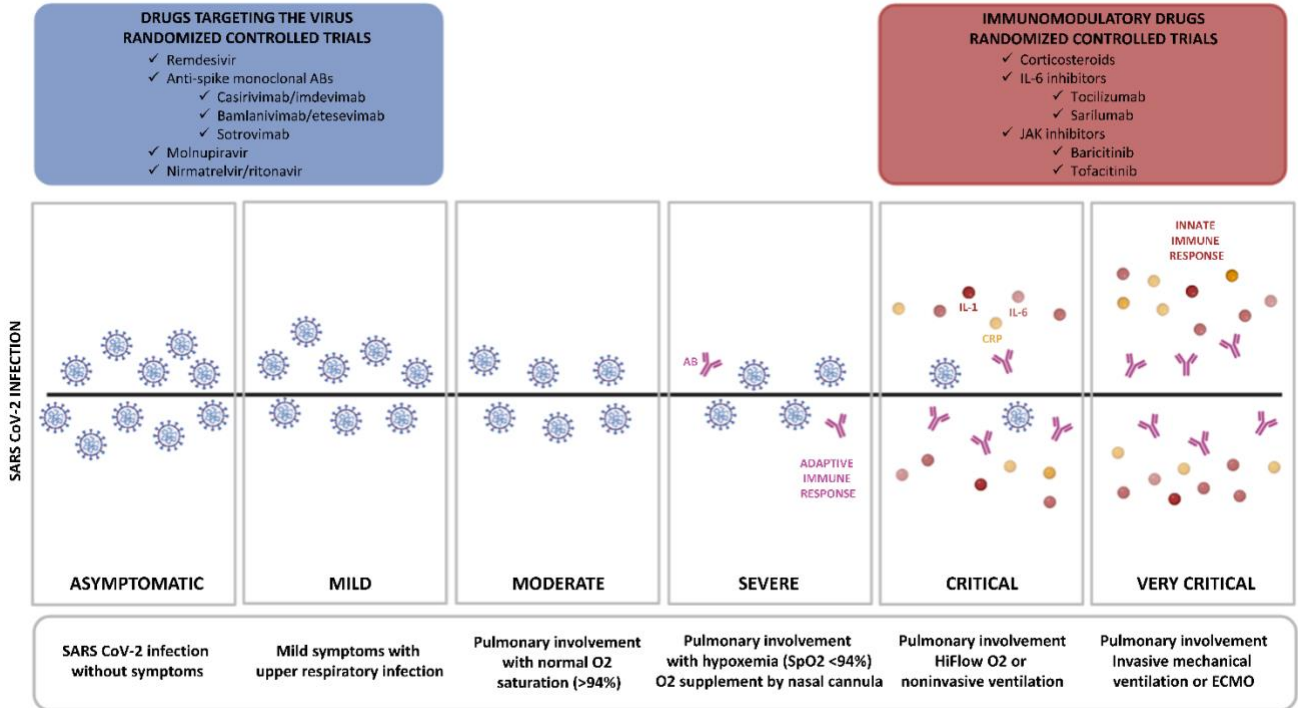 DRUGS TARGETING THE VIRUS
RANDOMIZED CONTROLLED TRIALS
✓ Remdesivir
✓ Anti-spike monoclonal ABs
✓ Casirivimab/imdevimab
✓ Bamlanivimab/etesevimab
✓ Sotrovimab
✓ Molnupiravir
✓ Nirmatrelvir/ritonavir
IMMUNOMODULATORY DRUGS
RANDOMIZED CONTROLLED TRIALS
✓ Corticosteroids
✓ IL-6 inhibitors
✓ Tocilizumab
✓ Sarilumab
✓ JAK inhibitors
✓ Baricitinib
✓ Tofacitinib
SARS CoV-2 INFECTION
AB
ADAPTIVE
IMMUNE
RESPONSE
IL-1
IL-6
CRP
INNATE
IMMUNE
RESPONSE
ASYMPTOMATIC
MILD
MODERATE
SEVERE
CRITICAL
VERY CRITICAL
SARS CoV-2 infection
without symptoms
Mild symptoms with
upper respiratory infection
Pulmonary involvement
with normal O2
saturation (>94%)
Pulmonary involvement
with hypoxemia (SpO2 <94%)
O2 supplement by nasal cannula
Pulmonary involvement
HiFlow O2 or
noninvasive ventilation
Pulmonary involvement
Invasive mechanical
ventilation or ECMO